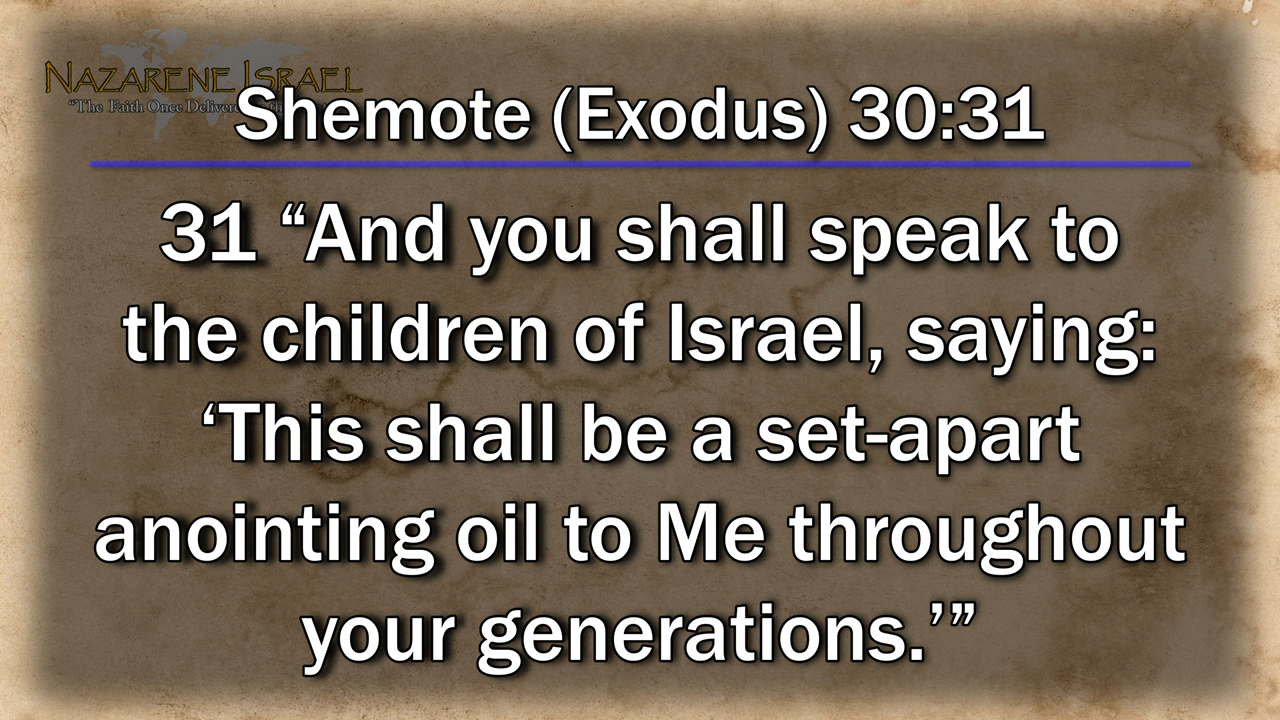 NAZARENE ISRAEL
“The Faith Once Delivered
Shemote (Exodus) 30:31
31 “And you shall speak to
the children of Israel, saying:
‘This shall be a set-apart
anointing oil to Me throughout
your generations.’”